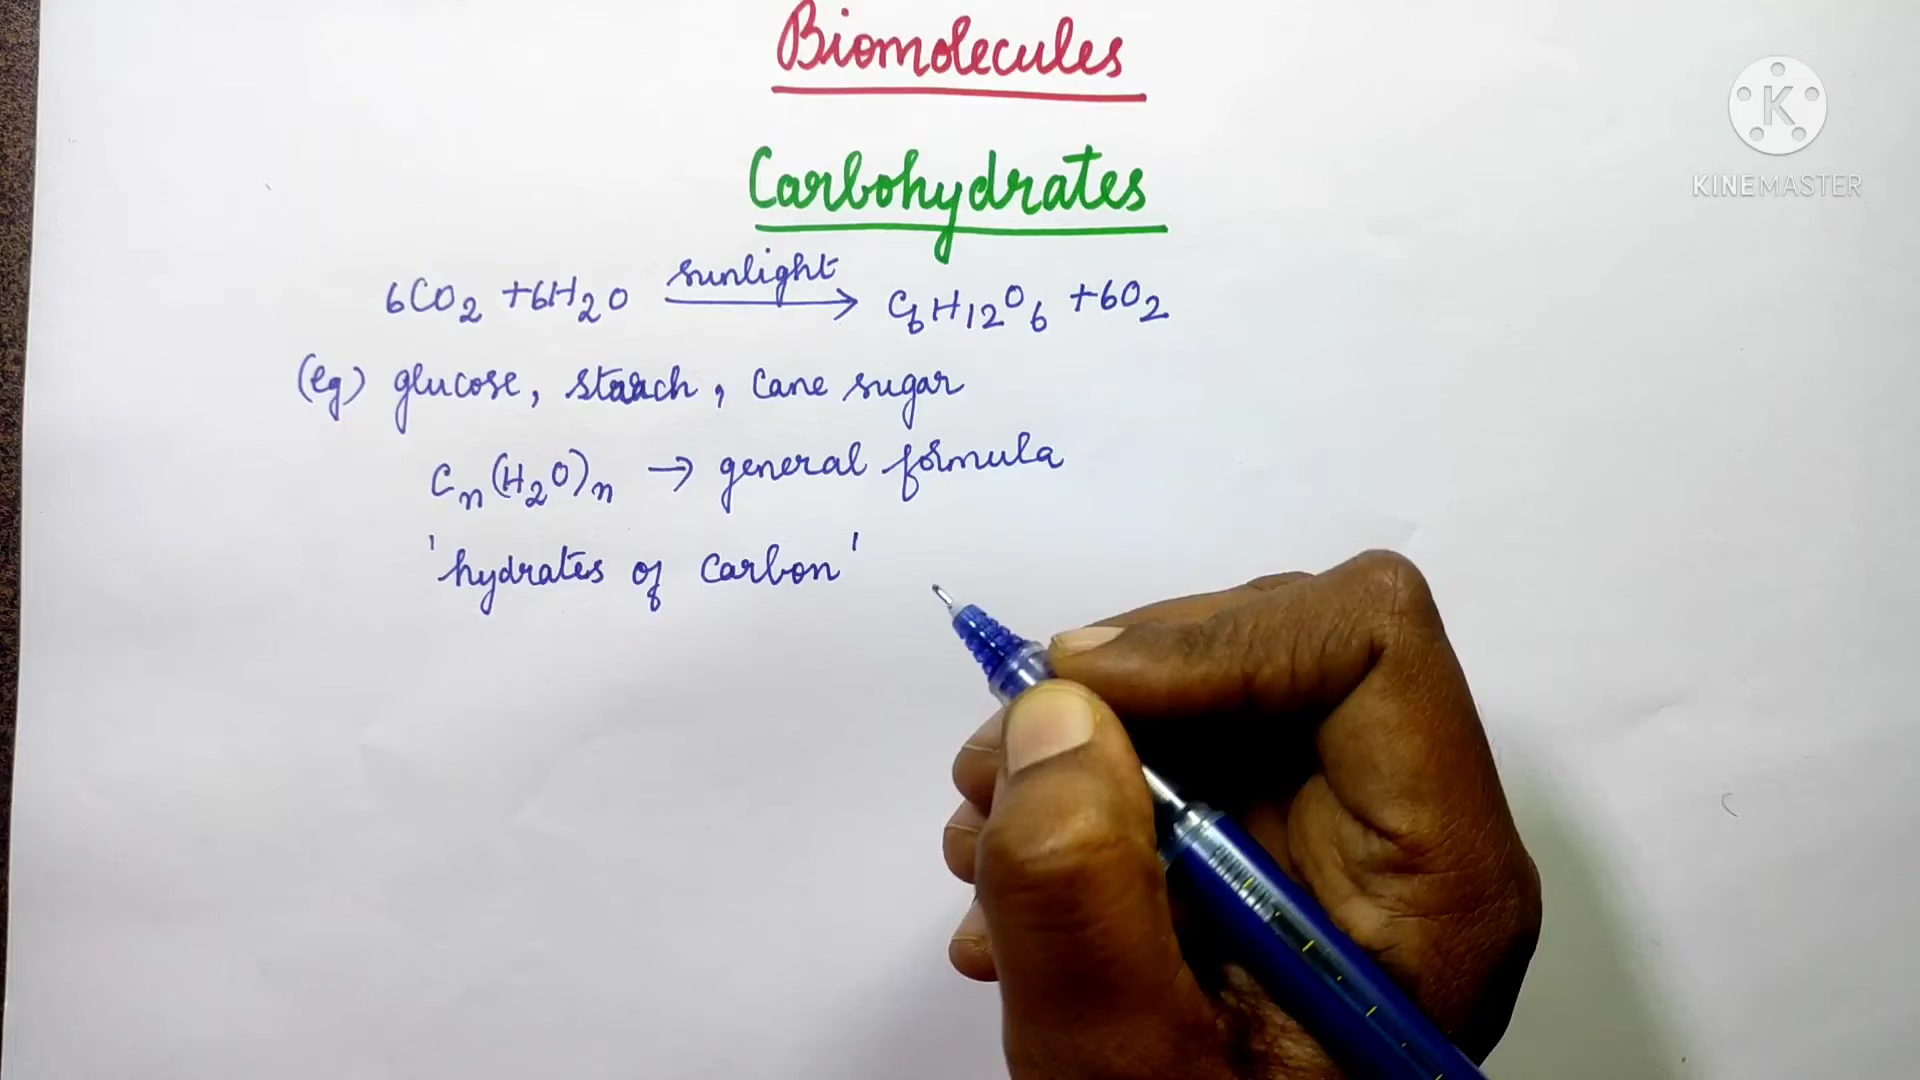 Biomolecules
K
KINEMASTER
Carbohydrates
6CO₂ +6H₂O sunlight → C₆H₁₂O₆ +6O₂
(eg) glucose, starch, cane sugar
Cₙ(H₂O)ₙ → general formula
'hydrates of carbon'